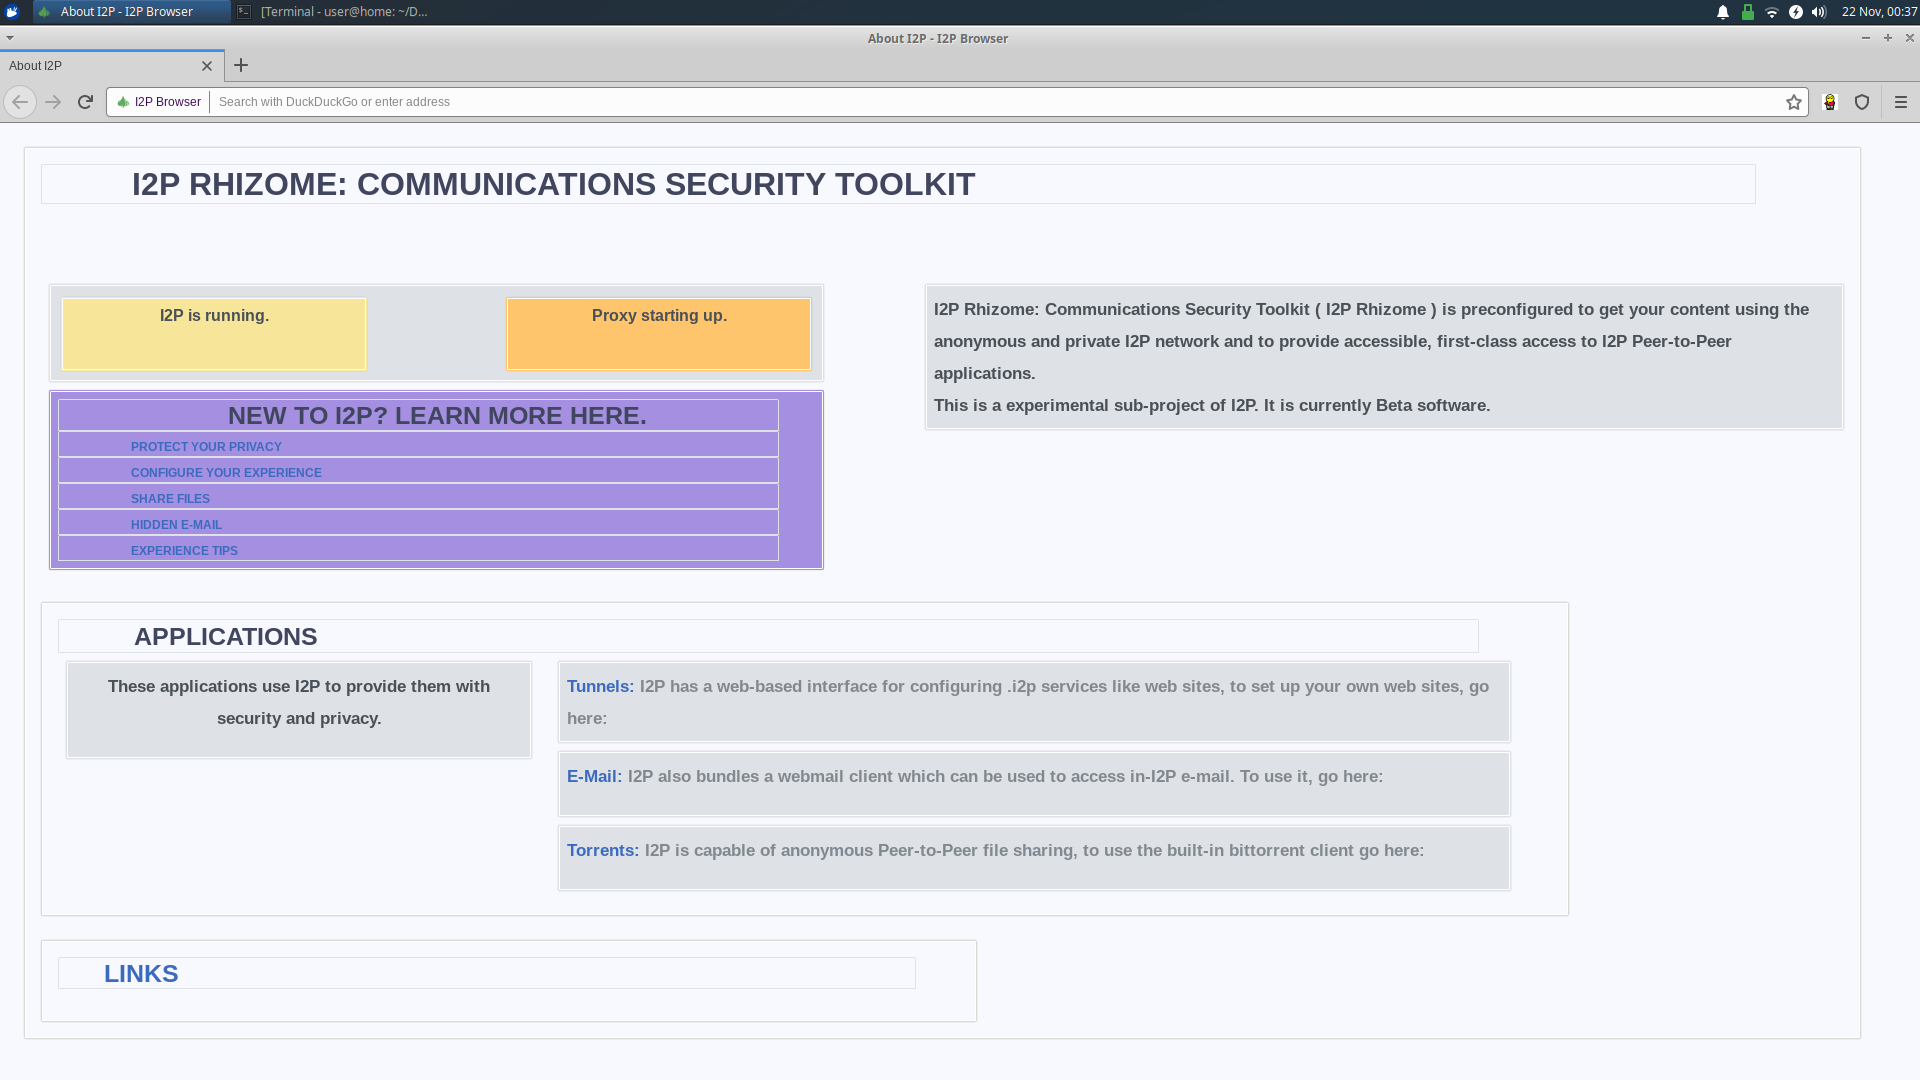 About I2P - I2P Browser
[Terminal - user@home: ~/D...
22 Nov, 00:37
About I2P - I2P Browser
About I2P
I2P Browser
Search with DuckDuckGo or enter address
I2P RHIZOME: COMMUNICATIONS SECURITY TOOLKIT
I2P is running.
Proxy starting up.
I2P Rhizome: Communications Security Toolkit ( I2P Rhizome ) is preconfigured to get your content using the
anonymous and private I2P network and to provide accessible, first-class access to I2P Peer-to-Peer
applications.
This is a experimental sub-project of I2P. It is currently Beta software.
NEW TO I2P? LEARN MORE HERE.
PROTECT YOUR PRIVACY
CONFIGURE YOUR EXPERIENCE
SHARE FILES
HIDDEN E-MAIL
EXPERIENCE TIPS
APPLICATIONS
These applications use I2P to provide them with
security and privacy.
Tunnels: I2P has a web-based interface for configuring .i2p services like web sites, to set up your own web sites, go
here:
E-Mail: I2P also bundles a webmail client which can be used to access in-I2P e-mail. To use it, go here:
Torrents: I2P is capable of anonymous Peer-to-Peer file sharing, to use the built-in bittorrent client go here:
LINKS